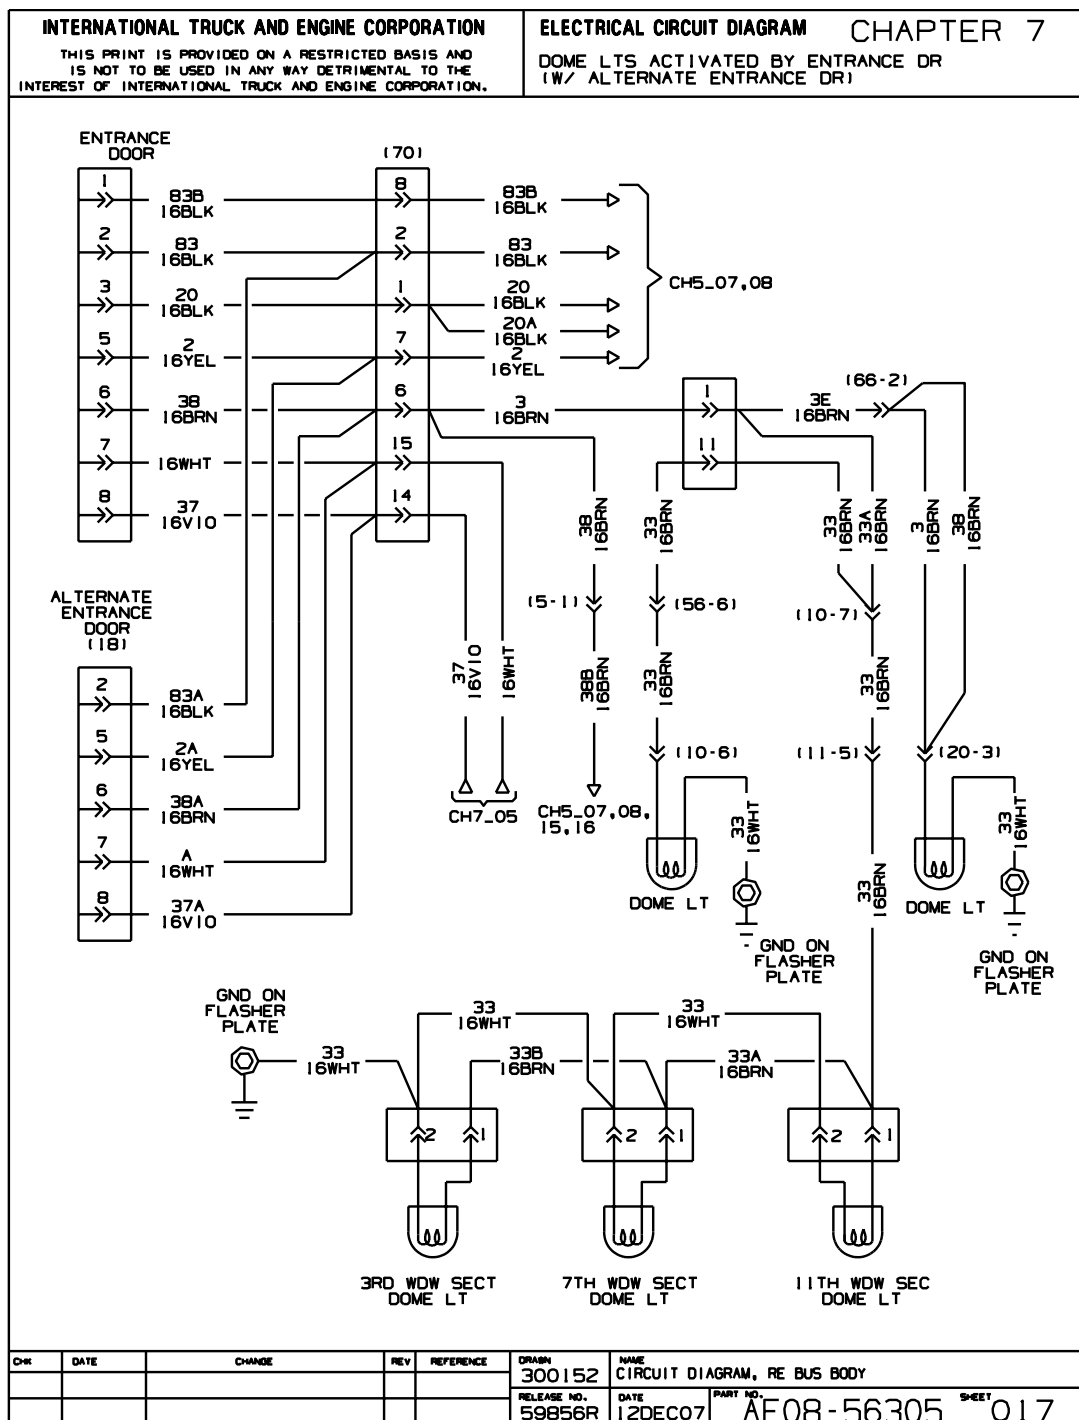 INTERNATIONAL TRUCK AND ENGINE CORPORATION
THIS PRINT IS PROVIDED ON A RESTRICTED BASIS AND
IS NOT TO BE USED IN ANY WAY DETRIMENTAL TO THE
INTEREST OF INTERNATIONAL TRUCK AND ENGINE CORPORATION.
ELECTRICAL CIRCUIT DIAGRAM CHAPTER 7
DOME LTS ACTIVATED BY ENTRANCE DR
(W/ ALTERNATE ENTRANCE DR)
ENTRANCE
DOOR
(70)
1
83B
16BLK
8
83B
16BLK
2
83
16BLK
2
83
16BLK
CH5_07,08
3
20
16BLK
1
20
16BLK
20A
16BLK
5
2
16YEL
7
2
16YEL
6
38
16BRN
6
3
16BRN
1
3E
16BRN
(66-2)
7
16WHT
15
11
8
37
16VIO
14
38
16BRN
33
16BRN
33
16BRN
33A
16BRN
3
16BRN
38
16BRN
ALTERNATE
ENTRANCE
DOOR
(18)
(5-1)
(56-6)
(10-7)
37
16VIO
16WHT
38B
16BRN
33
16BRN
33
16BRN
2
83A
16BLK
5
2A
16YEL
(10-6)
(11-5)
(20-3)
6
38A
16BRN
CH7_05
CH5_07,08,
15,16
33
16WHT
33
16WHT
7
A
16WHT
8
37A
16VIO
33
16BRN
DOME LT
DOME LT
GND ON
FLASHER
PLATE
GND ON
FLASHER
PLATE
GND ON
FLASHER
PLATE
33
16WHT
33
16WHT
33
16WHT
33B
16BRN
33A
16BRN
2
1
2
1
2
1
3RD WDW SECT
DOME LT
7TH WDW SECT
DOME LT
11TH WDW SEC
DOME LT
CHK DATE CHANGE REV REFERENCE
DRAWN
300152
NAME
CIRCUIT DIAGRAM, RE BUS BODY
RELEASE NO.
59856R
DATE
12DEC07
PART NO.
AE08-56305
SHEET
017